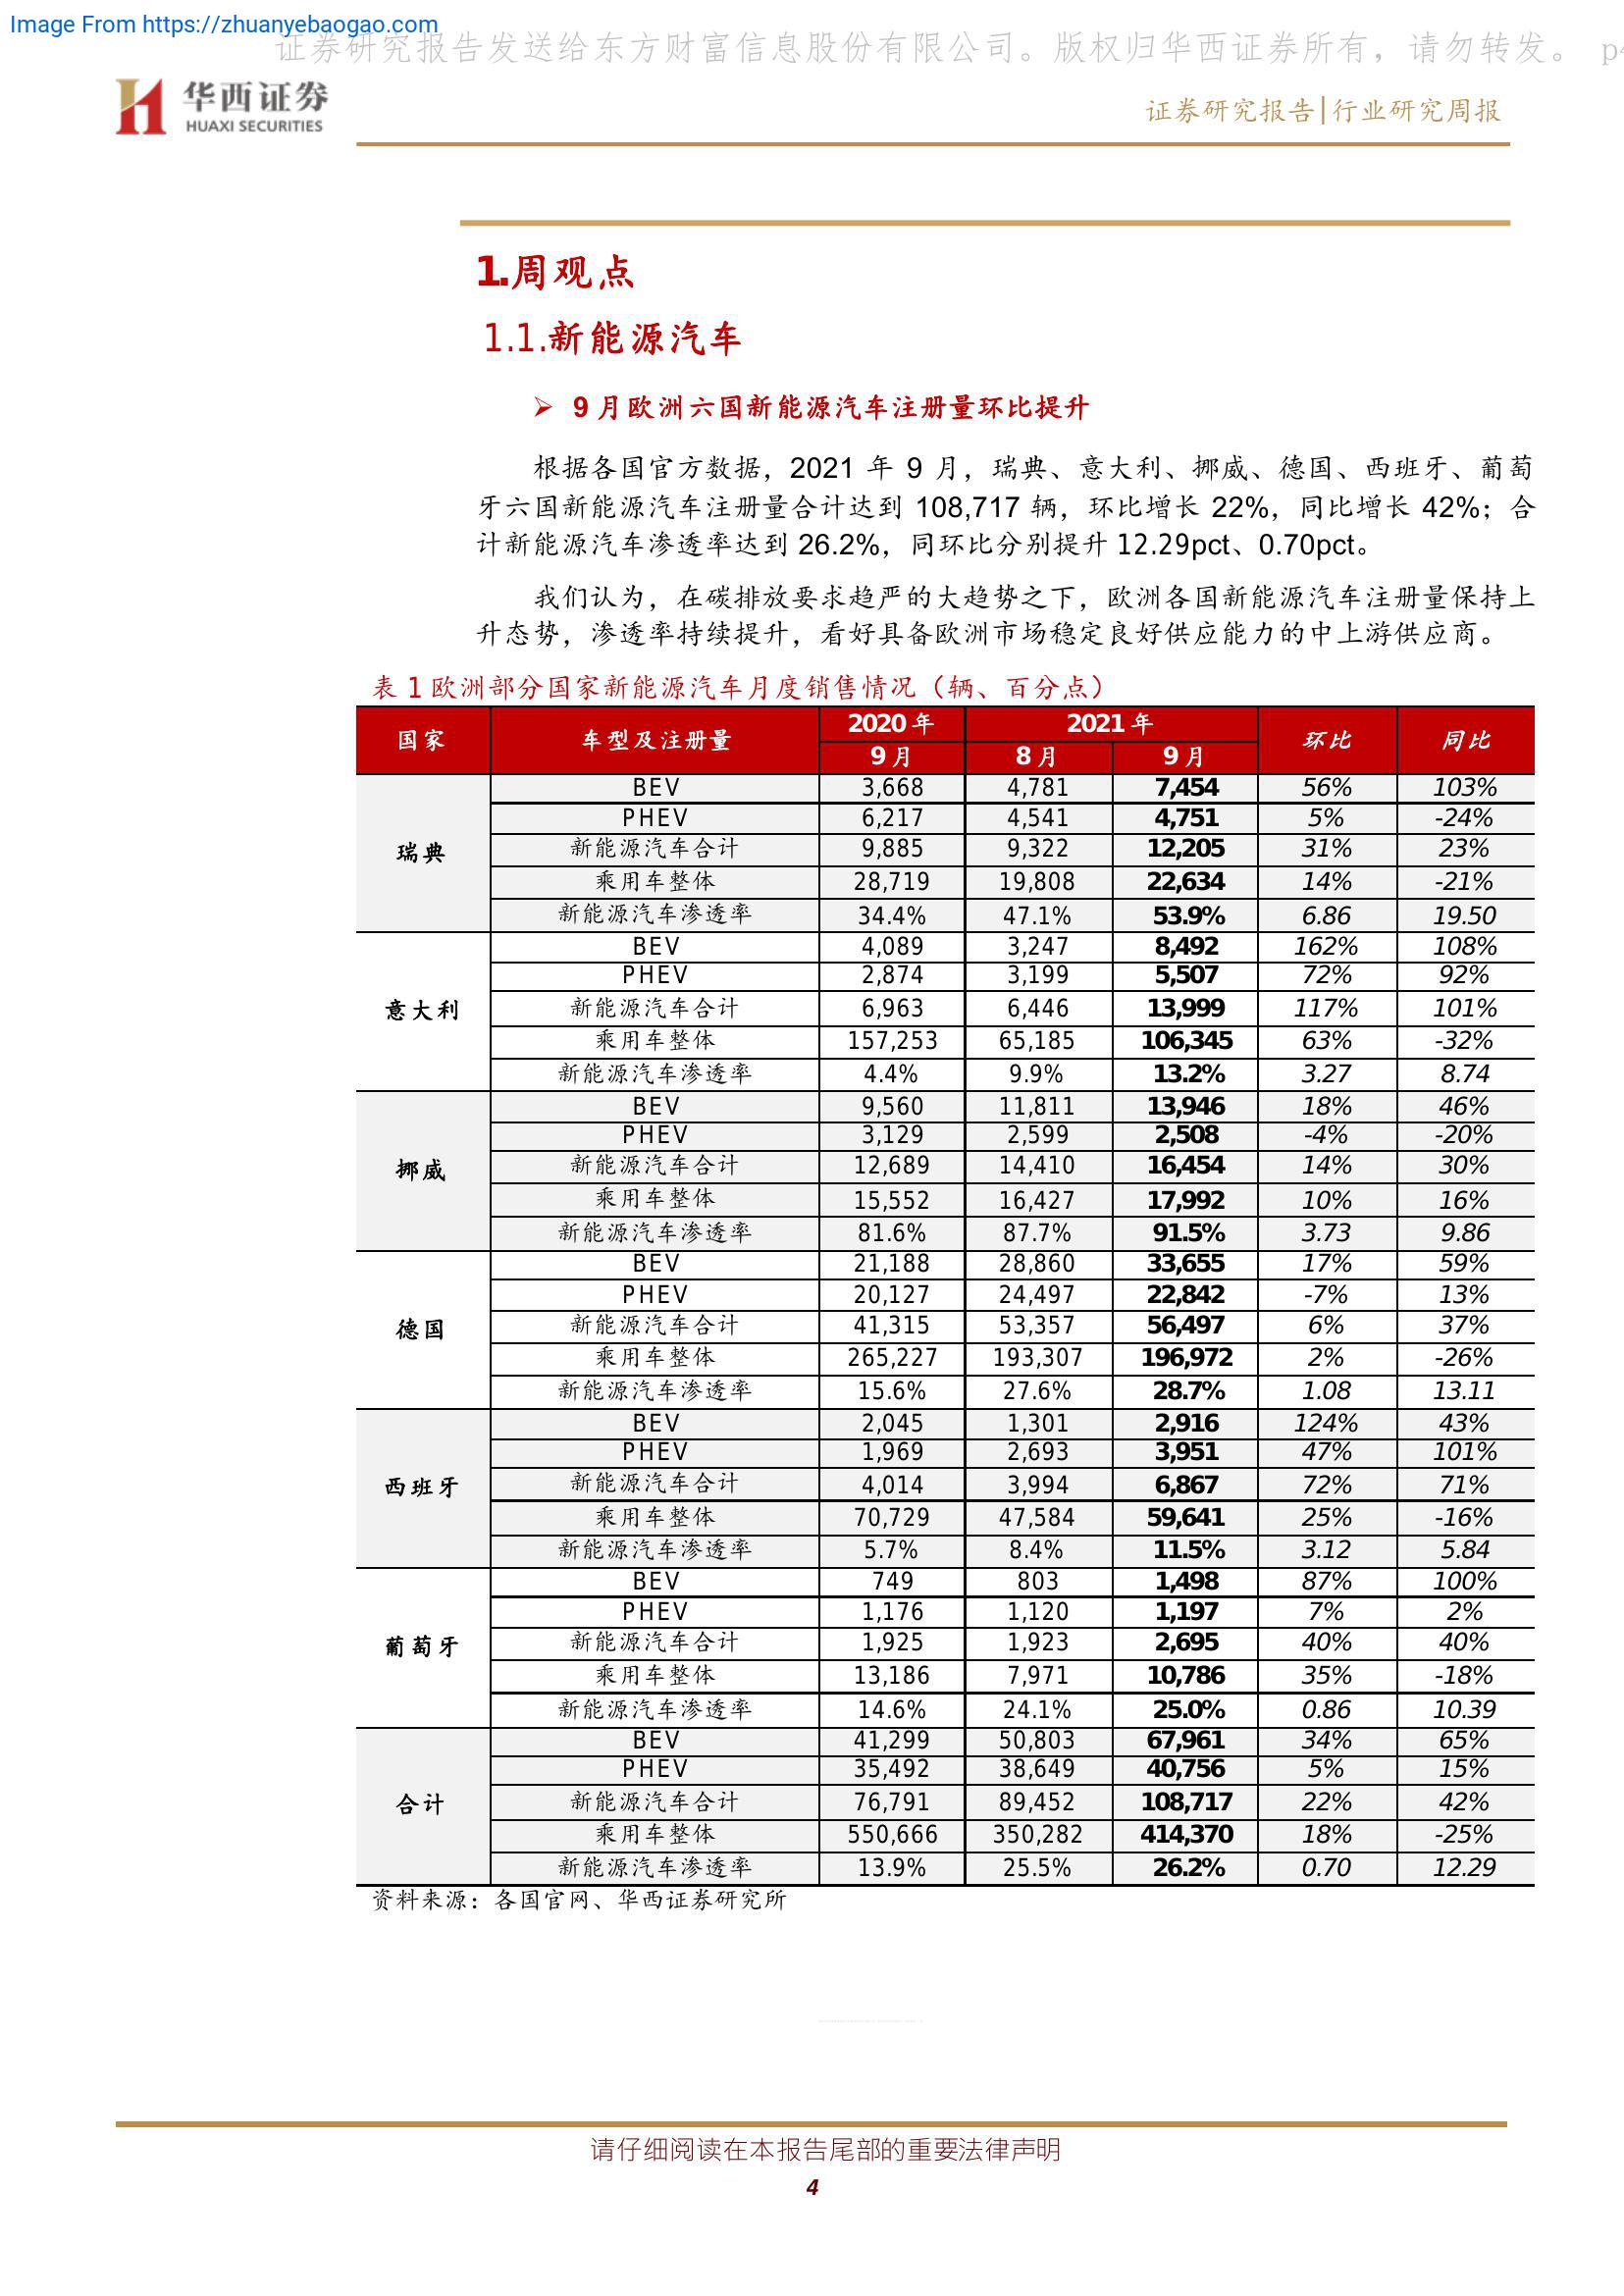 Image From https://zhuanyebaogao.com
证券研究报告发送给东方财富信息股份有限公司。版权归华西证券所有，请勿转发。 p4
华西证券
HUAXI SECURITIES
证券研究报告|行业研究周报
1.周观点
1.1.新能源汽车
➢ 9 月欧洲六国新能源汽车注册量环比提升
根据各国官方数据，2021 年 9 月，瑞典、意大利、挪威、德国、西班牙、葡萄
牙六国新能源汽车注册量合计达到 108,717 辆，环比增长 22%，同比增长 42%；合
计新能源汽车渗透率达到 26.2%，同环比分别提升 12.29pct、0.70pct。
我们认为，在碳排放要求趋严的大趋势之下，欧洲各国新能源汽车注册量保持上
升态势，渗透率持续提升，看好具备欧洲市场稳定良好供应能力的中上游供应商。
表 1 欧洲部分国家新能源汽车月度销售情况（辆、百分点）
国家 车型及注册量 2020 年 2021 年 环比 同比
9 月 8 月 9 月
瑞典
BEV 3,668 4,781 7,454 56% 103%
PHEV 6,217 4,541 4,751 5% -24%
新能源汽车合计 9,885 9,322 12,205 31% 23%
乘用车整体 28,719 19,808 22,634 14% -21%
新能源汽车渗透率 34.4% 47.1% 53.9% 6.86 19.50
意大利
BEV 4,089 3,247 8,492 162% 108%
PHEV 2,874 3,199 5,507 72% 92%
新能源汽车合计 6,963 6,446 13,999 117% 101%
乘用车整体 157,253 65,185 106,345 63% -32%
新能源汽车渗透率 4.4% 9.9% 13.2% 3.27 8.74
挪威
BEV 9,560 11,811 13,946 18% 46%
PHEV 3,129 2,599 2,508 -4% -20%
新能源汽车合计 12,689 14,410 16,454 14% 30%
乘用车整体 15,552 16,427 17,992 10% 16%
新能源汽车渗透率 81.6% 87.7% 91.5% 3.73 9.86
德国
BEV 21,188 28,860 33,655 17% 59%
PHEV 20,127 24,497 22,842 -7% 13%
新能源汽车合计 41,315 53,357 56,497 6% 37%
乘用车整体 265,227 193,307 196,972 2% -26%
新能源汽车渗透率 15.6% 27.6% 28.7% 1.08 13.11
西班牙
BEV 2,045 1,301 2,916 124% 43%
PHEV 1,969 2,693 3,951 47% 101%
新能源汽车合计 4,014 3,994 6,867 72% 71%
乘用车整体 70,729 47,584 59,641 25% -16%
新能源汽车渗透率 5.7% 8.4% 11.5% 3.12 5.84
葡萄牙
BEV 749 803 1,498 87% 100%
PHEV 1,176 1,120 1,197 7% 2%
新能源汽车合计 1,925 1,923 2,695 40% 40%
乘用车整体 13,186 7,971 10,786 35% -18%
新能源汽车渗透率 14.6% 24.1% 25.0% 0.86 10.39
合计
BEV 41,299 50,803 67,961 34% 65%
PHEV 35,492 38,649 40,756 5% 15%
新能源汽车合计 76,791 89,452 108,717 22% 42%
乘用车整体 550,666 350,282 414,370 18% -25%
新能源汽车渗透率 13.9% 25.5% 26.2% 0.70 12.29
资料来源：各国官网、华西证券研究所
请仔细阅读在本报告尾部的重要法律声明
4